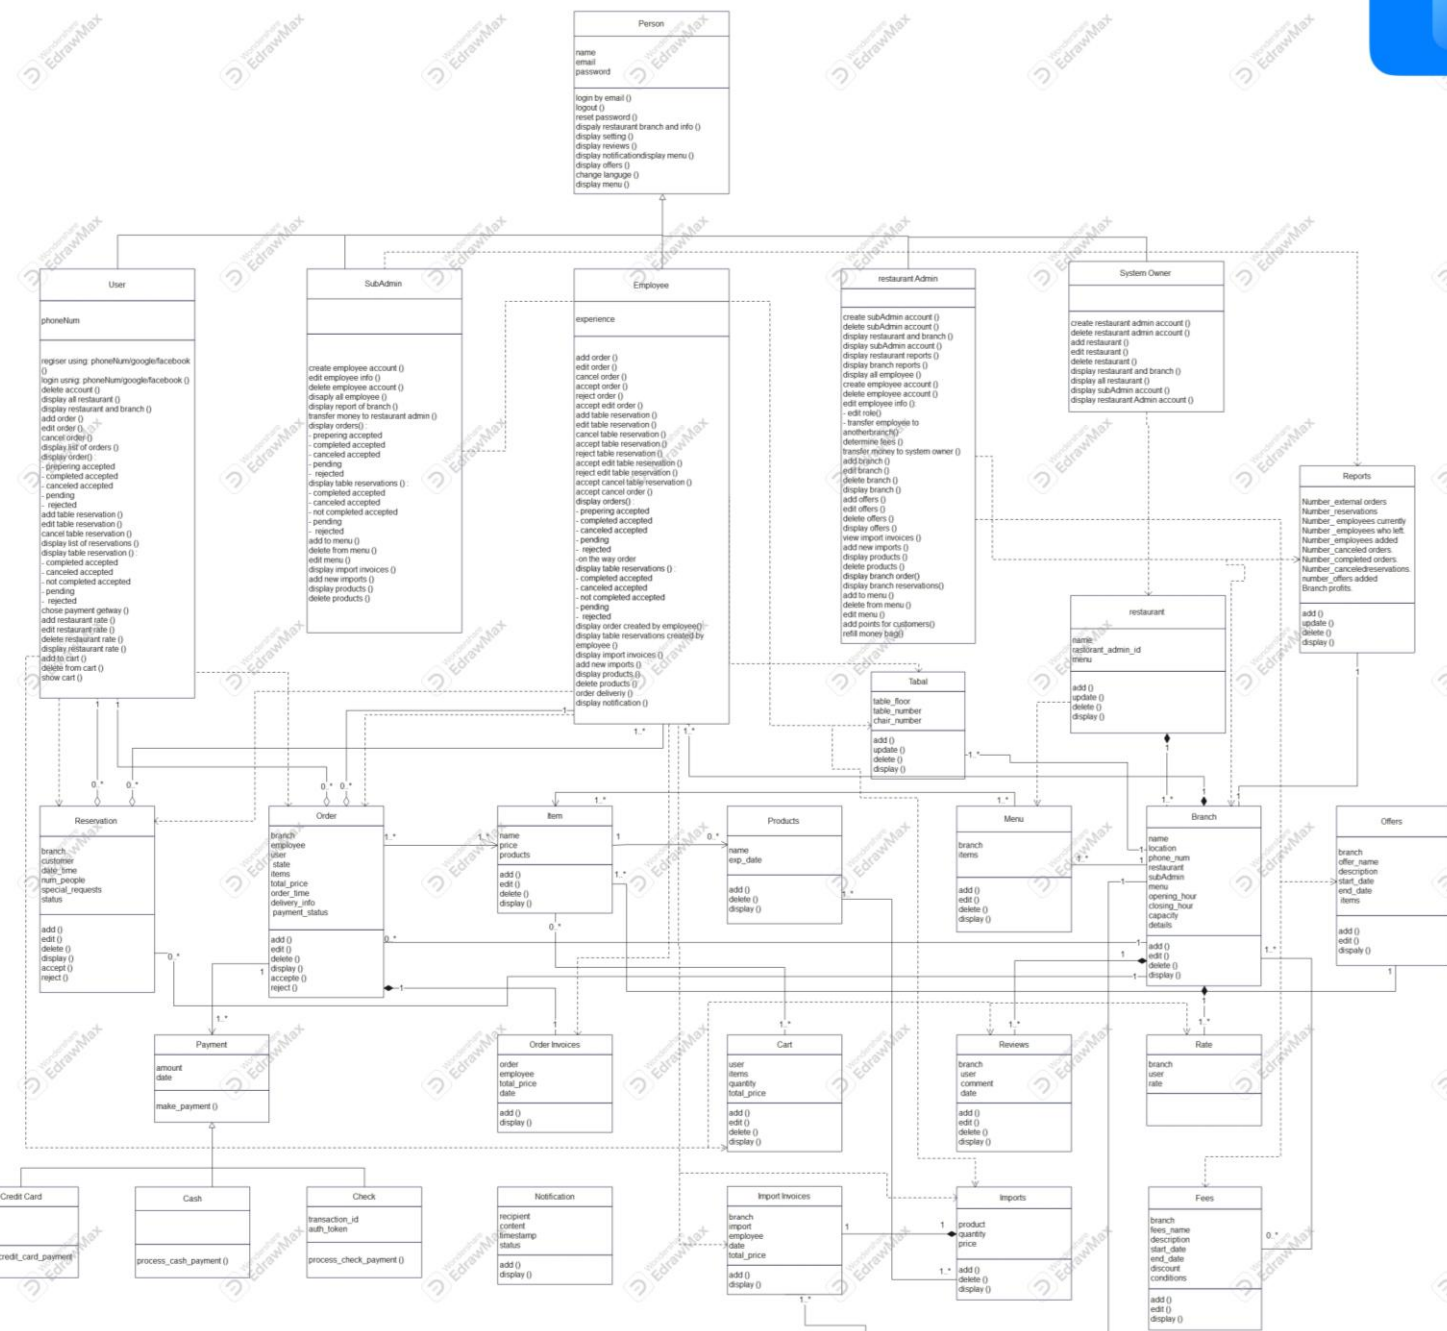 Person
name
email
password
login by email ()
logout ()
reset password ()
dispaly restaurant branch and info ()
display setting ()
display reviews ()
display notificationdisplay menu ()
display offers ()
change languge ()
display menu ()
User
phoneNum
regiser using: phoneNum/google/facebook
()
login usnig: phoneNum/google/facebook ()
delete account ()
display all restaurant ()
display restaurant and branch ()
add order ()
edit order ()
cancel order ()
display list of orders ()
display order() :
- prepering accepted
- completed accepted
- canceled accepted
- pending
- rejected
add table reservation ()
edit table reservation ()
cancel table reservation ()
display list of reservations ()
display table reservation () :
- completed accepted
- canceled accepted
- not completed accepted
- pending
- rejected
chose payment getway ()
add restaurant rate ()
edit restaurant rate ()
delete restaurant rate ()
display restaurant rate ()
add to cart ()
delete from cart ()
show cart ()
SubAdmin
create employee account ()
edit employee info ()
delete employee account ()
disaply all employee ()
display report of branch ()
transfer money to restaurant admin ()
display orders() :
- prepering accepted
- completed accepted
- canceled accepted
- pending
- rejected
display table reservations () :
- completed accepted
- canceled accepted
- not completed accepted
- pending
- rejected
add to menu ()
delete from menu ()
edit menu ()
display import invoices ()
add new imports ()
display products ()
delete products ()
Employee
experience
add order ()
edit order ()
cancel order ()
accept order ()
reject order ()
accept edit order ()
add table reservation ()
edit table reservation ()
cancel table reservation ()
accept table reservation ()
reject table reservation ()
accept edit table reservation ()
reject edit table reservation ()
accept cancel table reservation ()
accept cancel order ()
display orders() :
- prepering accepted
- completed accepted
- canceled accepted
- pending
- rejected
-on the way order
display table reservations () :
- completed accepted
- canceled accepted
- not completed accepted
- pending
- rejected
display order created by employee()
display table reservations created by
employee ()
display import invoices ()
add new imports ()
display products ()
delete products ()
order deliveriy ()
display notification ()
restaurant Admin
create subAdmin account ()
delete subAdmin account ()
display restaurant and branch ()
display subAdmin account ()
display restaurant reports ()
display branch reports ()
display all employee ()
create employee account ()
delete employee account ()
edit employee info () :
- edit role()
- transfer employee to
anotherbranch()
determine fees ()
transfer money to system owner ()
add branch ()
edit branch ()
delete branch ()
display branch ()
add offers ()
edit offers ()
delete offers ()
display offers ()
view import invoices ()
add new imports ()
display products ()
delete products ()
display branch order()
display branch reservations()
add to menu ()
delete from menu ()
edit menu ()
add points for customers()
refill money bag()
System Owner
create restaurant admin account ()
delete restaurant admin account ()
add restaurant ()
edit restaurant ()
delete restaurant ()
display restaurant and branch ()
display all restaurant ()
display subAdmin account ()
display restaurant Admin account ()
Reports
Number_external orders
Number_reservations
Number_ employees currently
Number_ employees who left
Number_employees added
Number_canceled orders.
Number_completed orders.
Number_canceledreservations.
number_offers added
Branch profits.
add ()
update ()
delete ()
display ()
restaurant
name
rastorant_admin_id
menu
add ()
update ()
delete ()
display ()
Tabal
table_floor
table_number
chair_number
add ()
update ()
delete ()
display ()
Reservation
branch
customer
date_time
num_people
special_requests
status
add ()
edit ()
delete ()
display ()
accept ()
reject ()
Order
branch
employee
user
state
items
total_price
order_time
delivery_info
payment_status
add ()
edit ()
delete ()
display ()
accepte ()
reject ()
Item
name
price
products
add ()
edit ()
delete ()
display ()
Products
name
exp_date
add ()
delete ()
display ()
Menu
branch
items
add ()
edit ()
delete ()
display ()
Branch
name
location
phone_num
restaurant
subAdmin
menu
opening_hour
closing_hour
capacity
details
add ()
edit ()
delete ()
display ()
Offers
branch
offer_name
description
start_date
end_date
items
add ()
edit ()
dispaly ()
Payment
amount
date
make_payment ()
Order Invoices
order
employee
total_price
date
add ()
display ()
Cart
user
items
quantity
total_price
add ()
edit ()
delete ()
display ()
Reviews
branch
user
comment
date
add ()
edit ()
delete ()
display ()
Rate
branch
user
rate
Credit Card
credit_card_payment
Cash
process_cash_payment ()
Check
transaction_id
auth_token
process_check_payment ()
Notification
recipient
content
timestamp
status
add ()
display ()
Import Invoices
branch
import
employee
date
total_price
add ()
display ()
Imports
product
quantity
price
add ()
delete ()
display ()
Fees
branch
fees_name
description
start_date
end_date
discount
conditions
add ()
edit ()
display ()
Wondershare
EdrawMax